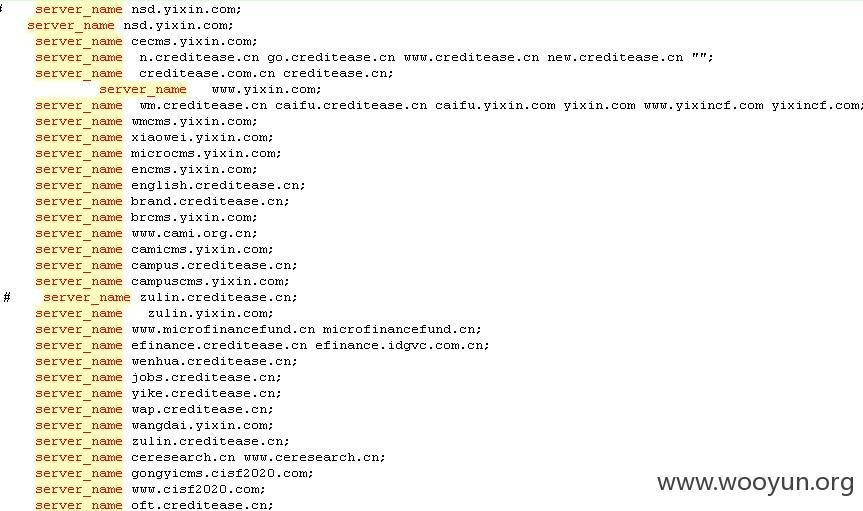 #    server_name nsd.yixin.com;
server_name nsd.yixin.com;
server_name cecms.yixin.com;
server_name  n.creditease.cn go.creditease.cn www.creditease.cn new.creditease.cn "";
server_name  creditease.com.cn creditease.cn;
server_name   www.yixin.com;
server_name  wm.creditease.cn caifu.creditease.cn caifu.yixin.com yixin.com www.yixincf.com yixincf.com;
server_name wmcms.yixin.com;
server_name xiaowei.yixin.com;
server_name microcms.yixin.com;
server_name encms.yixin.com;
server_name english.creditease.cn;
server_name brand.creditease.cn;
server_name brcms.yixin.com;
server_name www.cami.org.cn;
server_name camicms.yixin.com;
server_name campus.creditease.cn;
server_name campuscms.yixin.com;
#    server_name zulin.creditease.cn;
server_name   zulin.yixin.com;
server_name www.microfinancefund.cn microfinancefund.cn;
server_name efinance.creditease.cn efinance.idgvc.com.cn;
server_name wenhua.creditease.cn;
server_name jobs.creditease.cn;
server_name yike.creditease.cn;
server_name wap.creditease.cn;
server_name wangdai.yixin.com;
server_name zulin.creditease.cn;
server_name ceresearch.cn www.ceresearch.cn;
server_name gongyicms.cisf2020.com;
server_name www.cisf2020.com;
server_name oft.creditease.cn;
www.wooyun.org